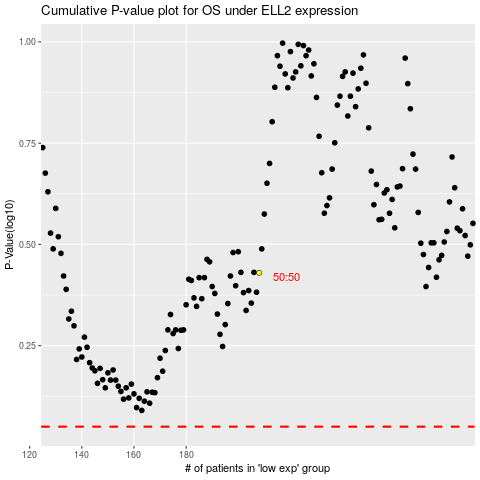 Cumulative P-value plot for OS under ELL2 expression
P-Value(log10)
1.00
0.75
0.50
0.25
50:50
120 140 160 180
# of patients in 'low exp' group